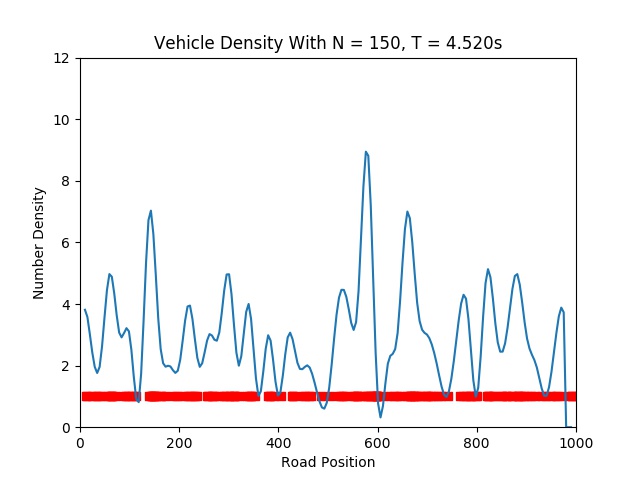 Vehicle Density With N = 150, T = 4.520s
12
10
8
6
4
2
0
Number Density
0 200 400 600 800 1000
Road Position